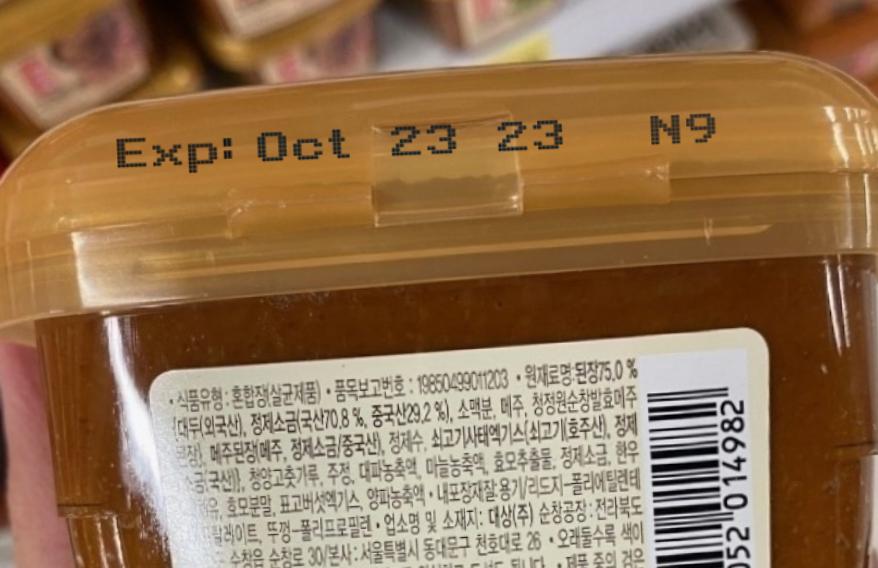 Exp: Oct 23 23 N9
• 식품유형 : 혼합장(살균제품) • 품목보고번호 : 19850499011203 • 원재료명:된장75.0 %
[대두(외국산), 정제소금(국산70.8 %, 중국산29.2 %), 소맥분, 메주, 청정원순창발효메주
메주된장(메주, 정제소금/중국산), 정제수, 쇠고기사태엑기스(쇠고기(호주산), 정제
소금(국산)), 청양고춧가루, 주정, 대파농축액, 마늘농축액, 효모추출물, 정제소금, 한우
효모분말, 표고버섯엑기스, 양파농축액 • 내포장재질:용기/리드지-폴리에틸렌테
뚜껑-폴리프로필렌 • 업소명 및 소재지: 대상(주) 순창공장: 전라북도
순창읍 순창로 30/본사: 서울특별시 동대문구 천호대로 26 • 오래둘수록 색이
052 014982